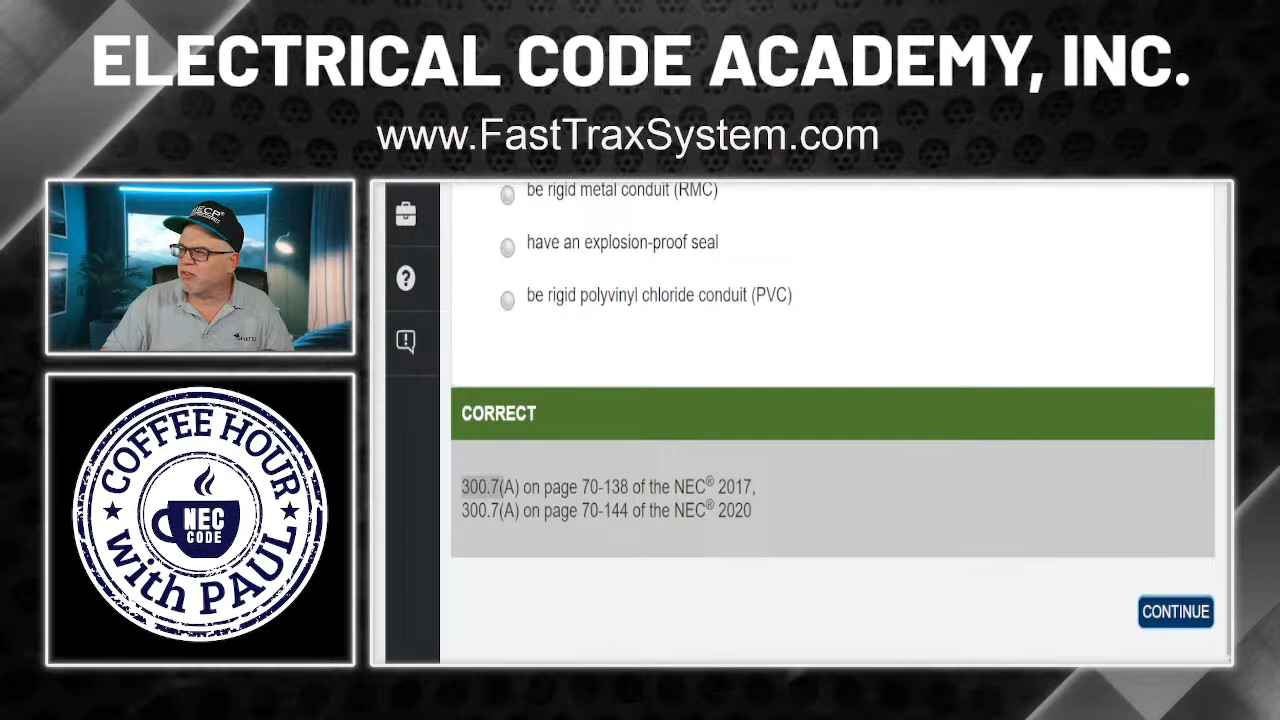 ELECTRICAL CODE ACADEMY, INC.
www.FastTraxSystem.com
NECP®
be rigid metal conduit (RMC)
have an explosion-proof seal
be rigid polyvinyl chloride conduit (PVC)
CORRECT
300.7(A) on page 70-138 of the NEC® 2017,
300.7(A) on page 70-144 of the NEC® 2020
CONTINUE
COFFEE HOUR
NEC
CODE
with PAUL